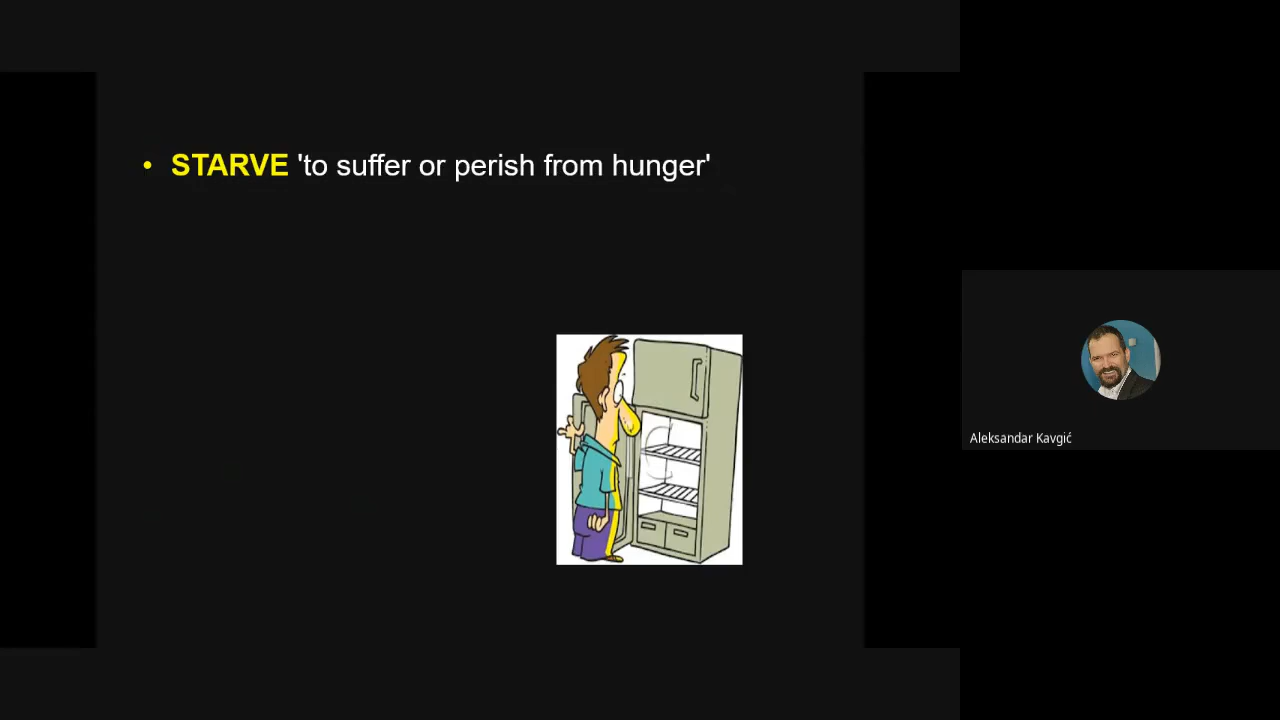 • STARVE 'to suffer or perish from hunger'
Aleksandar Kavgić